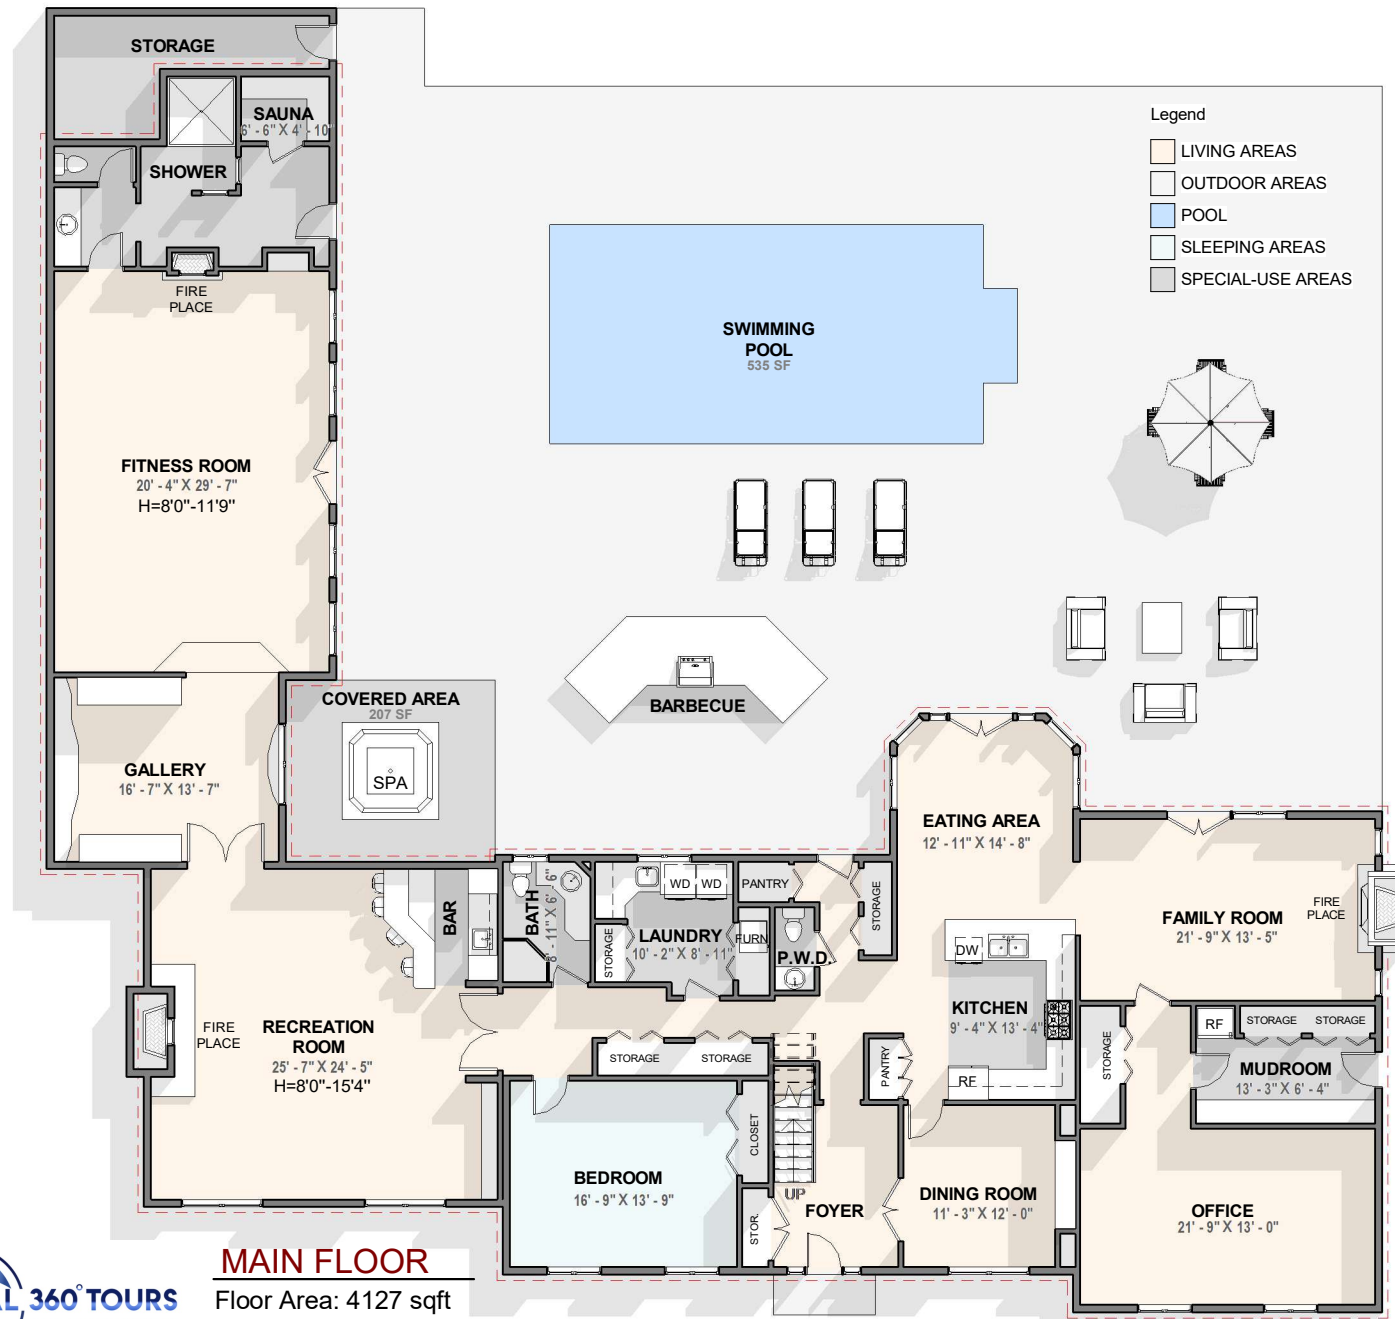 STORAGE
SAUNA
6' - 6" X 4' - 10"
SHOWER
Legend
LIVING AREAS
OUTDOOR AREAS
POOL
SLEEPING AREAS
SPECIAL-USE AREAS
FIRE
PLACE
SWIMMING
POOL
535 SF
FITNESS ROOM
20' - 4" X 29' - 7"
H=8'0"-11'9"
COVERED AREA
207 SF
SPA
BARBECUE
GALLERY
16' - 7" X 13' - 7"
EATING AREA
12' - 11" X 14' - 8"
BAR
BATH
8' - 11" X 6' - 6"
WD
WD
PANTRY
STORAGE
LAUNDRY
10' - 2" X 8' - 11"
STORAGE
FURN
P.W.D.
FAMILY ROOM
21' - 9" X 13' - 5"
FIRE
PLACE
DW
KITCHEN
9' - 4" X 13' - 4"
RF
PANTRY
FIRE
PLACE
RECREATION
ROOM
25' - 7" X 24' - 5"
H=8'0"-15'4"
STORAGE
STORAGE
STORAGE
RF
STORAGE
STORAGE
MUDROOM
13' - 3" X 6' - 4"
BEDROOM
16' - 9" X 13' - 9"
CLOSET
STOR.
UP
FOYER
DINING ROOM
11' - 3" X 12' - 0"
OFFICE
21' - 9" X 13' - 0"
MAIN FLOOR
Floor Area: 4127 sqft
360° TOURS